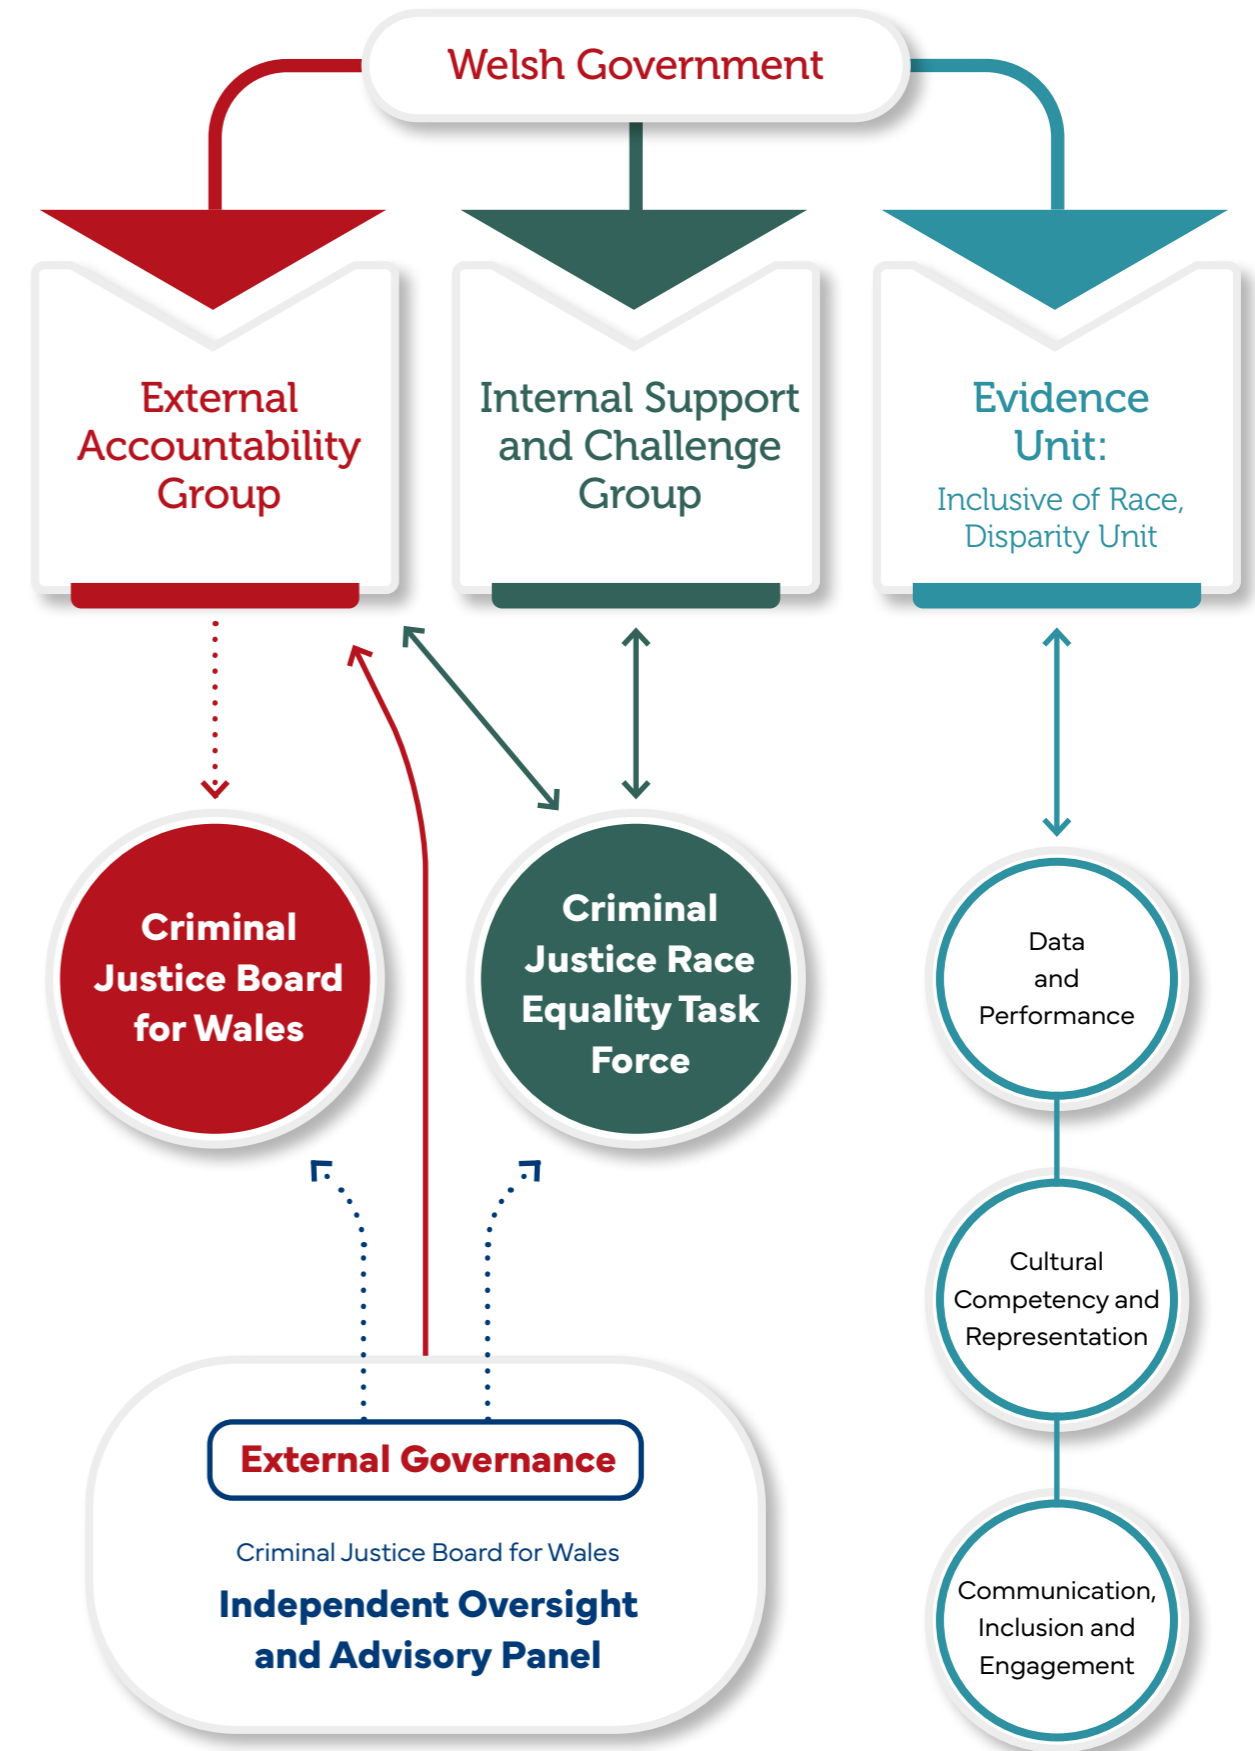 Welsh Government
External
Accountability
Group
Internal Support
and Challenge
Group
Evidence
Unit:
Inclusive of Race,
Disparity Unit
Criminal
Justice Board
for Wales
Criminal
Justice Race
Equality Task
Force
Data
and
Performance
Cultural
Competency and
Representation
Communication,
Inclusion and
Engagement
External Governance
Criminal Justice Board for Wales
Independent Oversight
and Advisory Panel